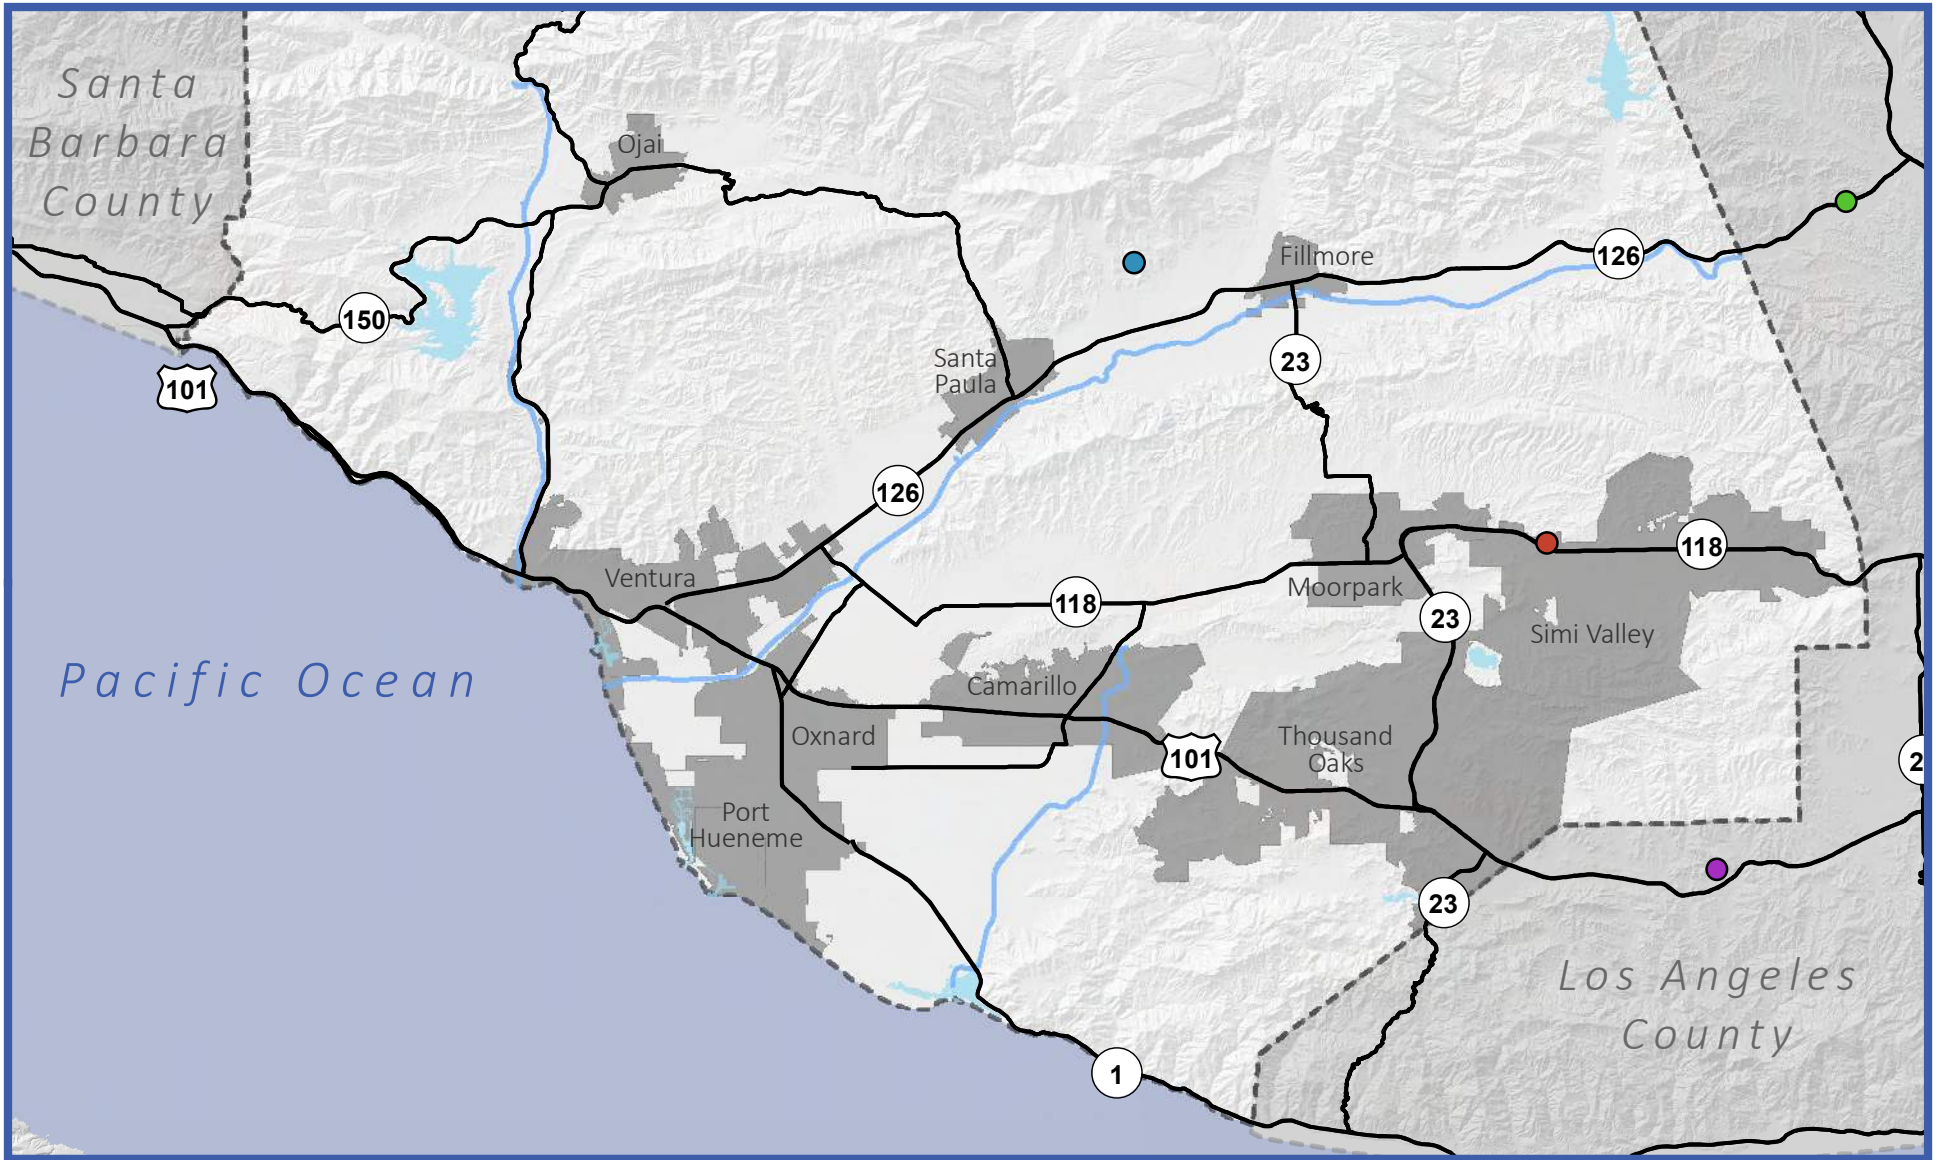 Santa
Barbara
County
Ojai
Fillmore
126
150
Santa
Paula
23
101
126
118
Ventura
Moorpark
118
23
Simi Valley
Pacific Ocean
Camarillo
Oxnard
Thousand
Oaks
101
2
Port
Hueneme
23
Los Angeles
County
1